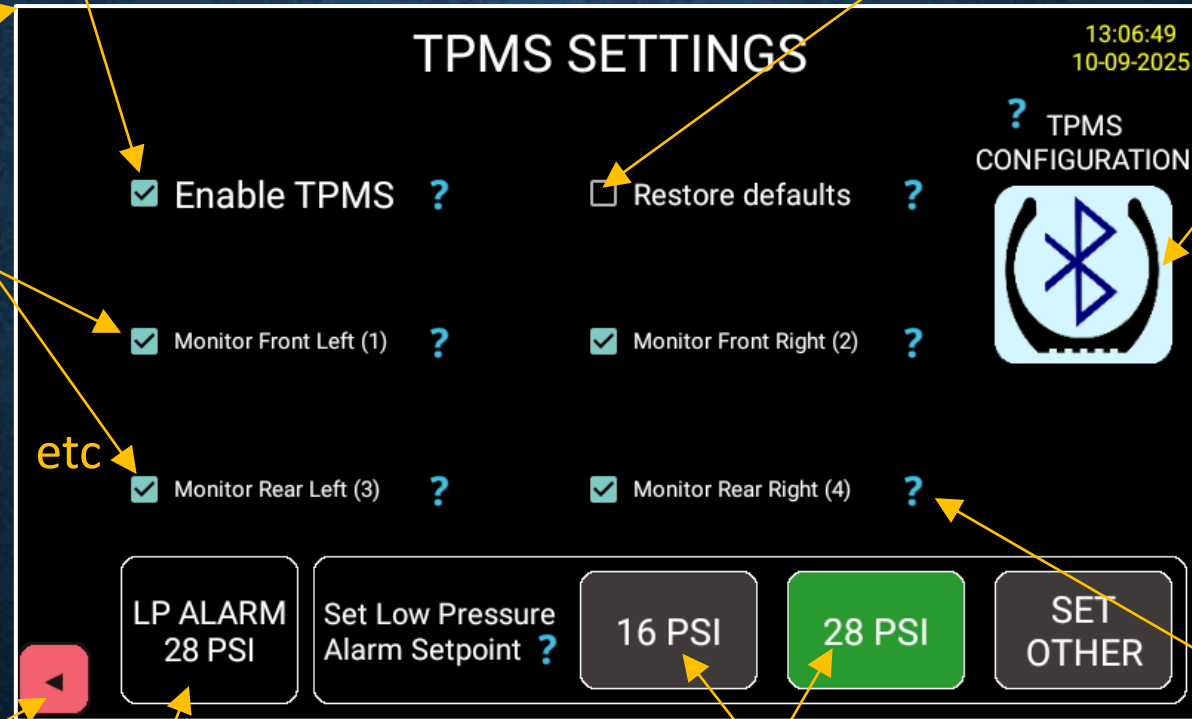 TPMS SETTINGS
13:06:49
10-09-2025
? TPMS
CONFIGURATION
Enable TPMS ?
Restore defaults ?
Monitor Front Left (1) ?
Monitor Front Right (2) ?
etc
Monitor Rear Left (3) ?
Monitor Rear Right (4) ?
LP ALARM
28 PSI
Set Low Pressure
Alarm Setpoint ?
16 PSI
28 PSI
SET
OTHER